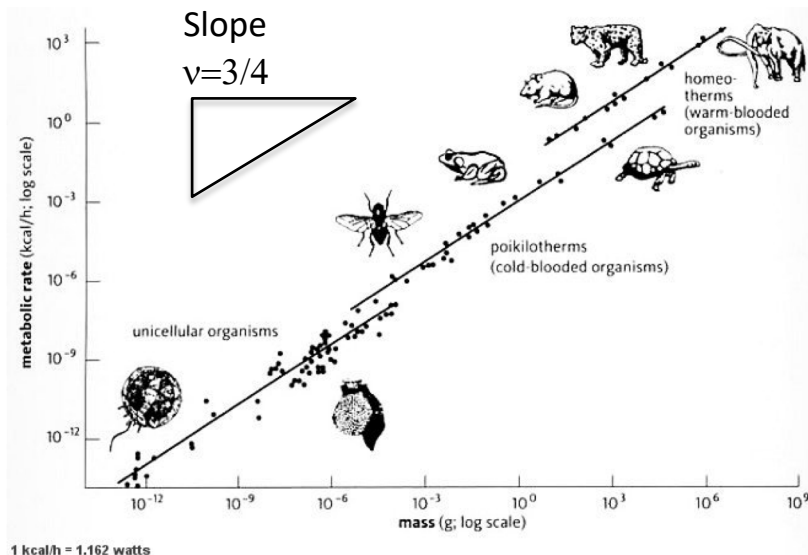 Slope
ν=3/4
10³
10⁰
10⁻³
10⁻⁶
10⁻⁹
10⁻¹²
metabolic rate (kcal/h; log scale)
homeo-
therms
(warm-blooded
organisms)
poikilotherms
(cold-blooded organisms)
unicellular organisms
10⁻¹² 10⁻⁹ 10⁻⁶ 10⁻³ 10⁰ 10³ 10⁶ 10⁹
mass (g; log scale)
1 kcal/h = 1.162 watts